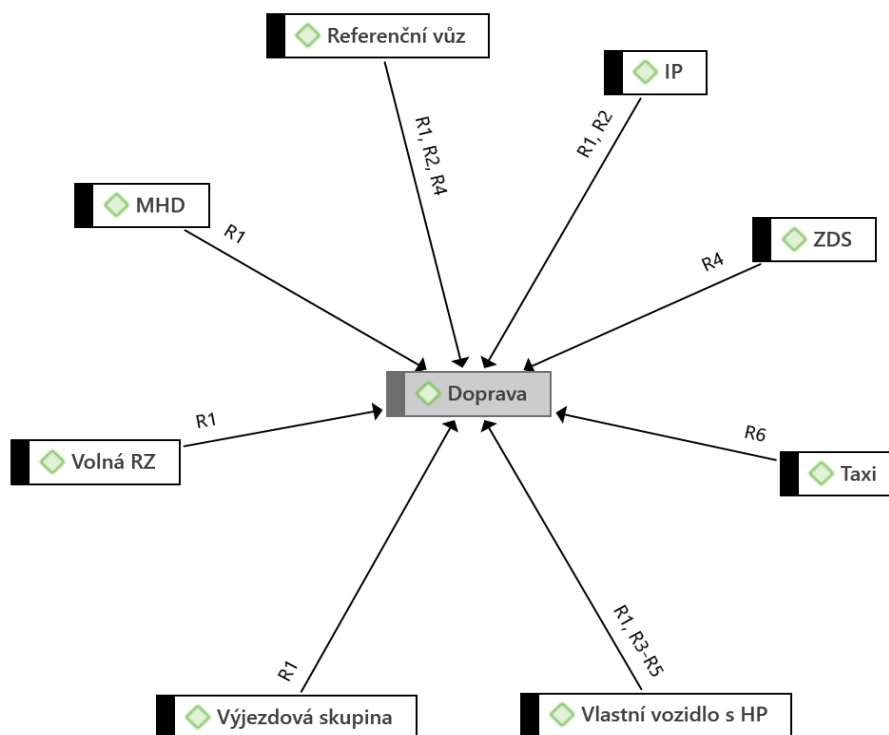 Referenční vůz
IP
R1, R2, R4
R1, R2
MHD
R1
ZDS
R4
Doprava
R1
Volná RZ
R6
Taxi
R1
Výjezdová skupina
R1, R3-R5
Vlastní vozidlo s HP